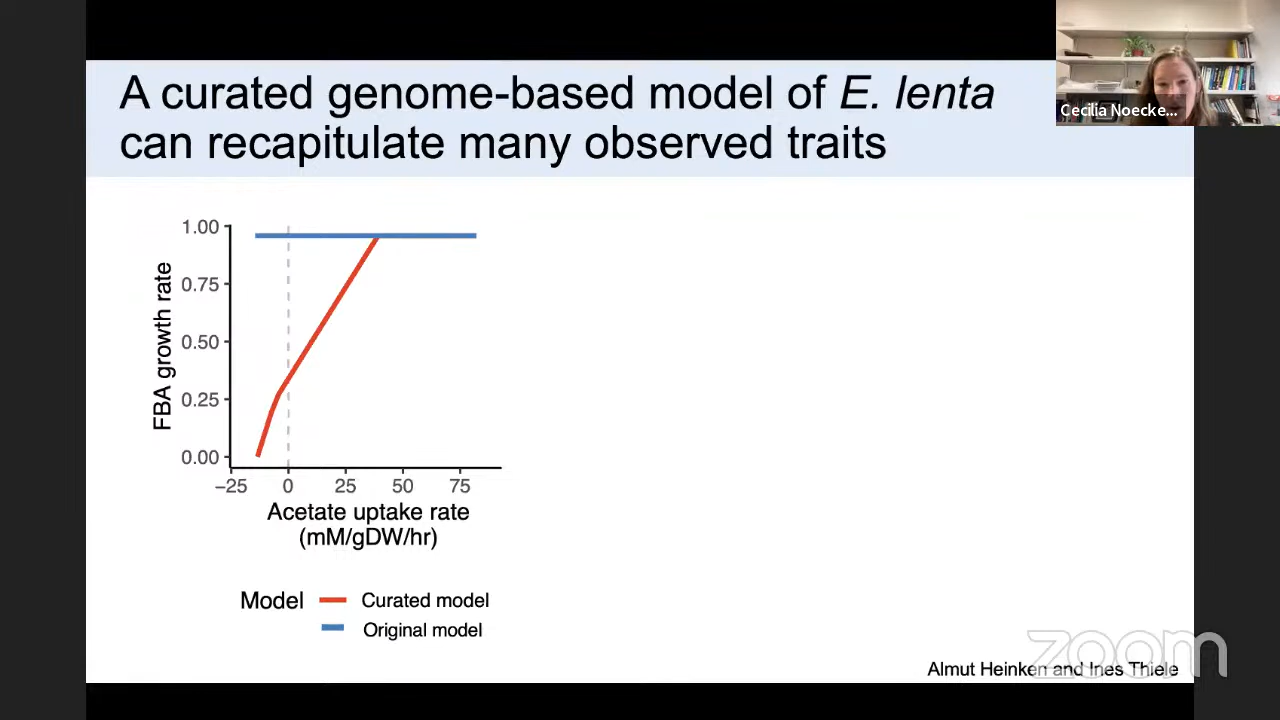 A curated genome-based model of E. lenta
can recapitulate many observed traits
Cecilia Noecke...
1.00
0.75
0.50
0.25
0.00
FBA growth rate
−25 0 25 50 75
Acetate uptake rate
(mM/gDW/hr)
Model
Curated model
Original model
zoom
Almut Heinken and Ines Thiele